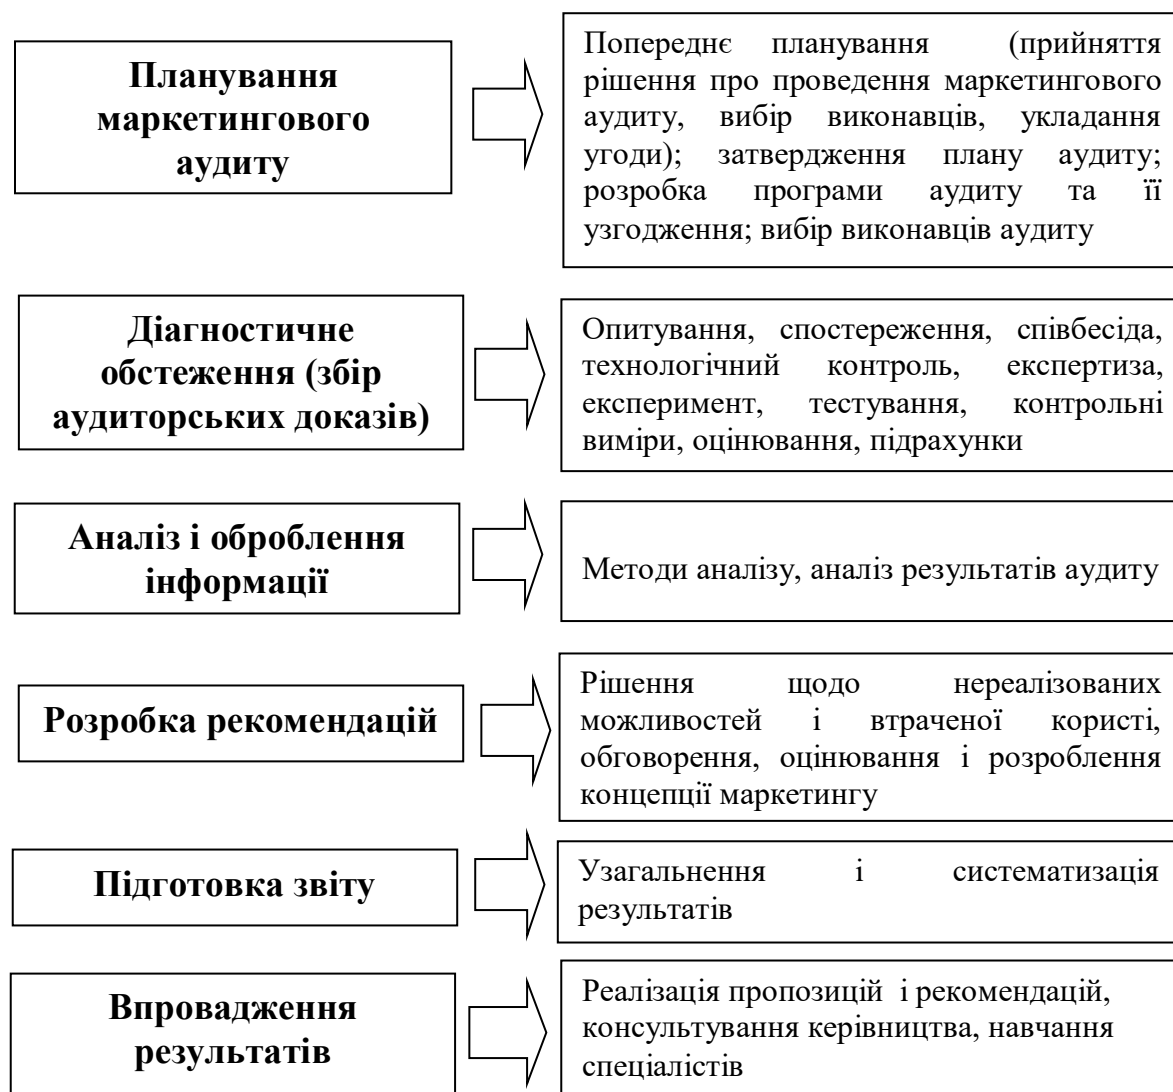 Планування
маркетингового
аудиту
Попереднє планування (прийняття
рішення про проведення маркетингового
аудиту, вибір виконавців, укладання
угоди); затвердження плану аудиту;
розробка програми аудиту та її
узгодження; вибір виконавців аудиту
Діагностичне
обстеження (збір
аудиторських доказів)
Опитування, спостереження, співбесіда,
технологічний контроль, експертиза,
експеримент, тестування, контрольні
виміри, оцінювання, підрахунки
Аналіз і оброблення
інформації
Методи аналізу, аналіз результатів аудиту
Розробка рекомендацій
Рішення щодо нереалізованих
можливостей і втраченої користі,
обговорення, оцінювання і розроблення
концепції маркетингу
Підготовка звіту
Узагальнення і систематизація
результатів
Впровадження
результатів
Реалізація пропозицій і рекомендацій,
консультування керівництва, навчання
спеціалістів